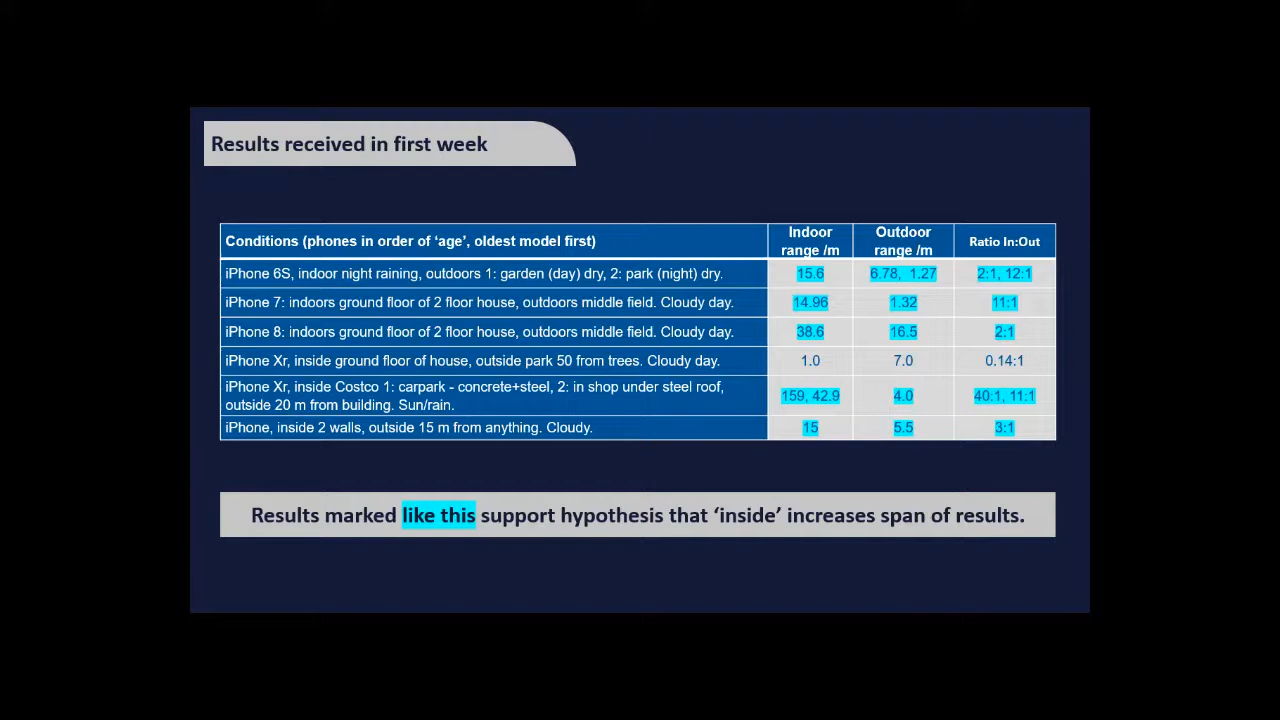 Results received in first week
Conditions (phones in order of ‘age’, oldest model first)
Indoor range /m
Outdoor range /m
Ratio In:Out
iPhone 6S, indoor night raining, outdoors 1: garden (day) dry, 2: park (night) dry.
15.6
6.78, 1.27
2:1, 12:1
iPhone 7: indoors ground floor of 2 floor house, outdoors middle field. Cloudy day.
14.96
1.32
11:1
iPhone 8: indoors ground floor of 2 floor house, outdoors middle field. Cloudy day.
38.6
16.5
2:1
iPhone Xr, inside ground floor of house, outside park 50 from trees. Cloudy day.
1.0
7.0
0.14:1
iPhone Xr, inside Costco 1: carpark - concrete+steel, 2: in shop under steel roof,
outside 20 m from building. Sun/rain.
159, 42.9
4.0
40:1, 11:1
iPhone, inside 2 walls, outside 15 m from anything. Cloudy.
15
5.5
3:1
Results marked like this support hypothesis that ‘inside’ increases span of results.